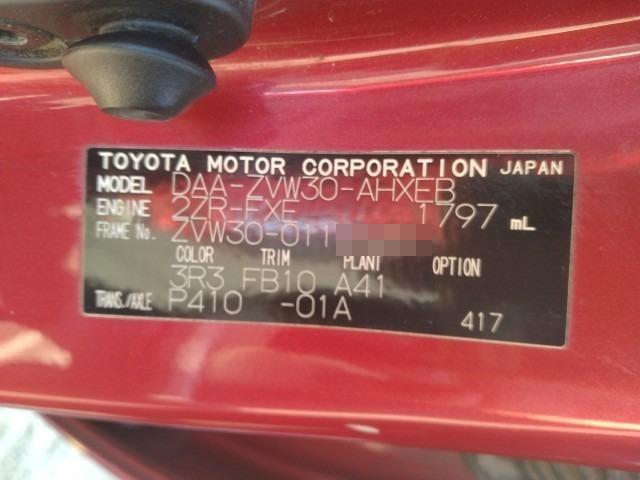 TOYOTA MOTOR CORPORATION JAPAN
MODEL DAA-ZVW30-AHXEB
ENGINE 2ZR-FXE 1797 mL
FRAME No. ZVW30-011
COLOR TRIM PLANT OPTION
3R3 FB10 A41
TRANS./AXLE P410 -01A
417